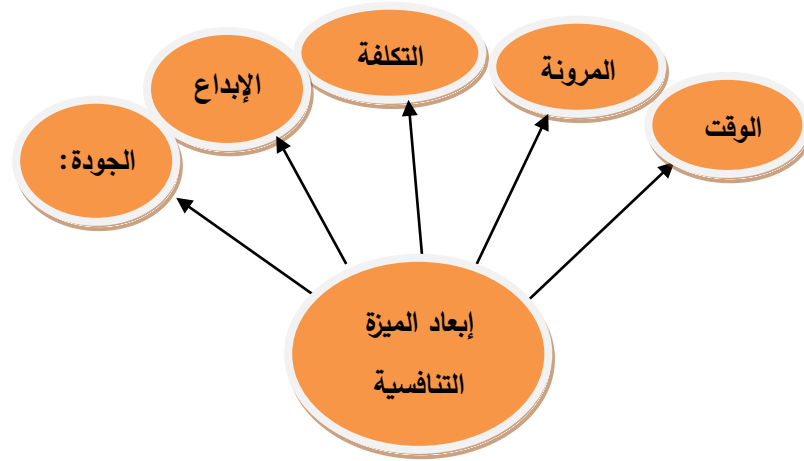 الوقت
المرونة
التكلفة
الإبداع
الجودة:
إبعاد الميزة
التنافسية